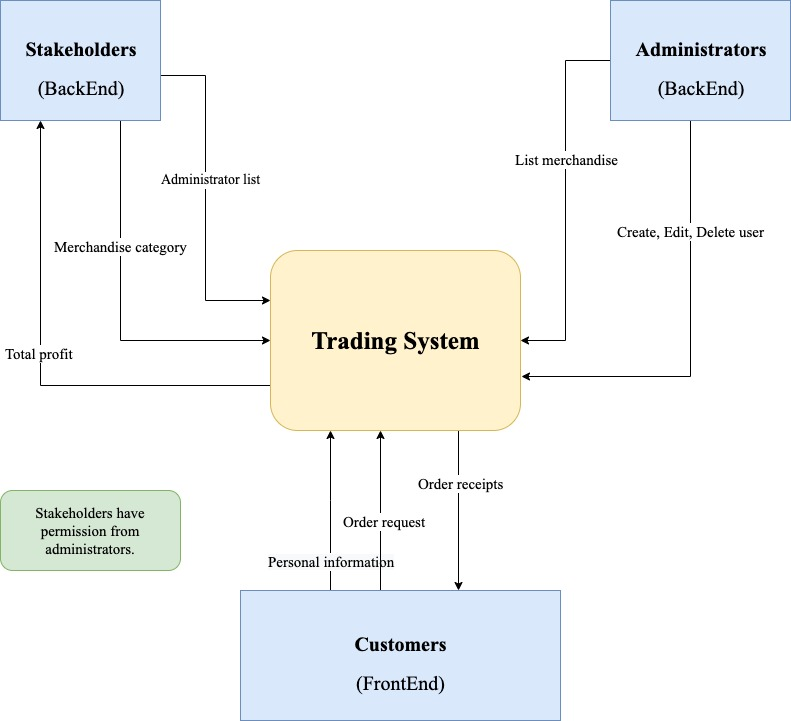 Stakeholders
(BackEnd)
Administrators
(BackEnd)
List merchandise
Administrator list
Create, Edit, Delete user
Merchandise category
Trading System
Total profit
Order receipts
Stakeholders have
permission from
administrators.
Order request
Personal information
Customers
(FrontEnd)